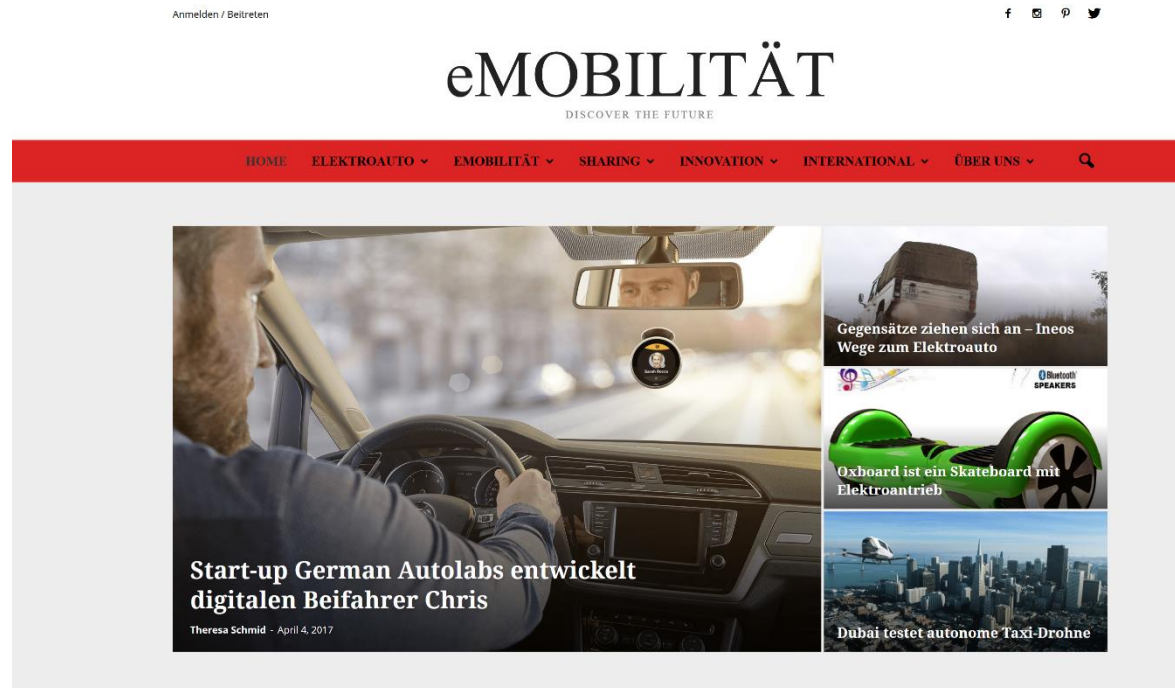 Anmelden / Beitreten
eMOBILITÄT
DISCOVER THE FUTURE
HOME ELEKTROAUTO EMOBILITÄT SHARING INNOVATION INTERNATIONAL ÜBER UNS
Start-up German Autolabs entwickelt
digitalen Beifahrer Chris
Theresa Schmid - April 4, 2017
Gegensätze ziehen sich an – Ineos
Wege zum Elektroauto
Bluetooth
SPEAKERS
Oxboard ist ein Skateboard mit
Elektroantrieb
Dubai testet autonome Taxi-Drohne